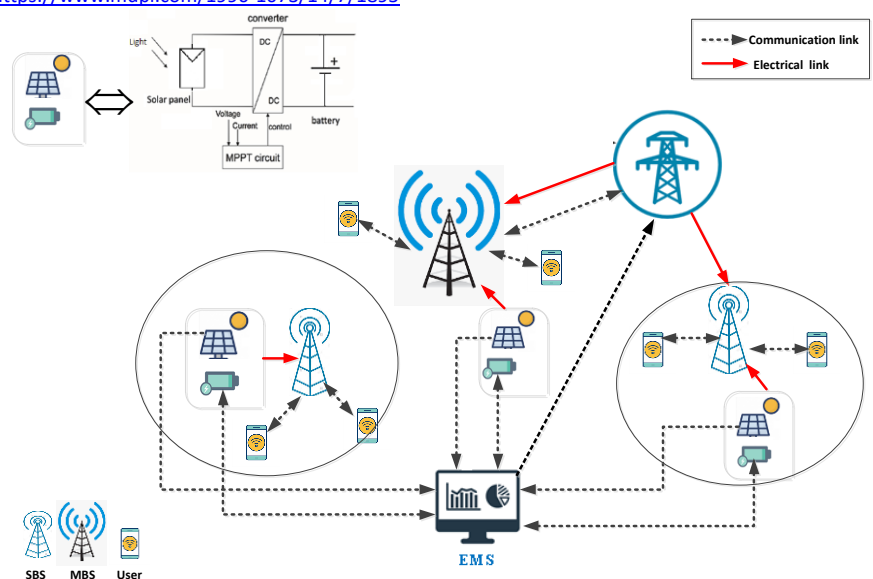 converter
Light
DC
DC
+
Solar panel
Voltage
Current
control
battery
MPPT circuit
Communication link
Electrical link
EMS
SBS
MBS
User